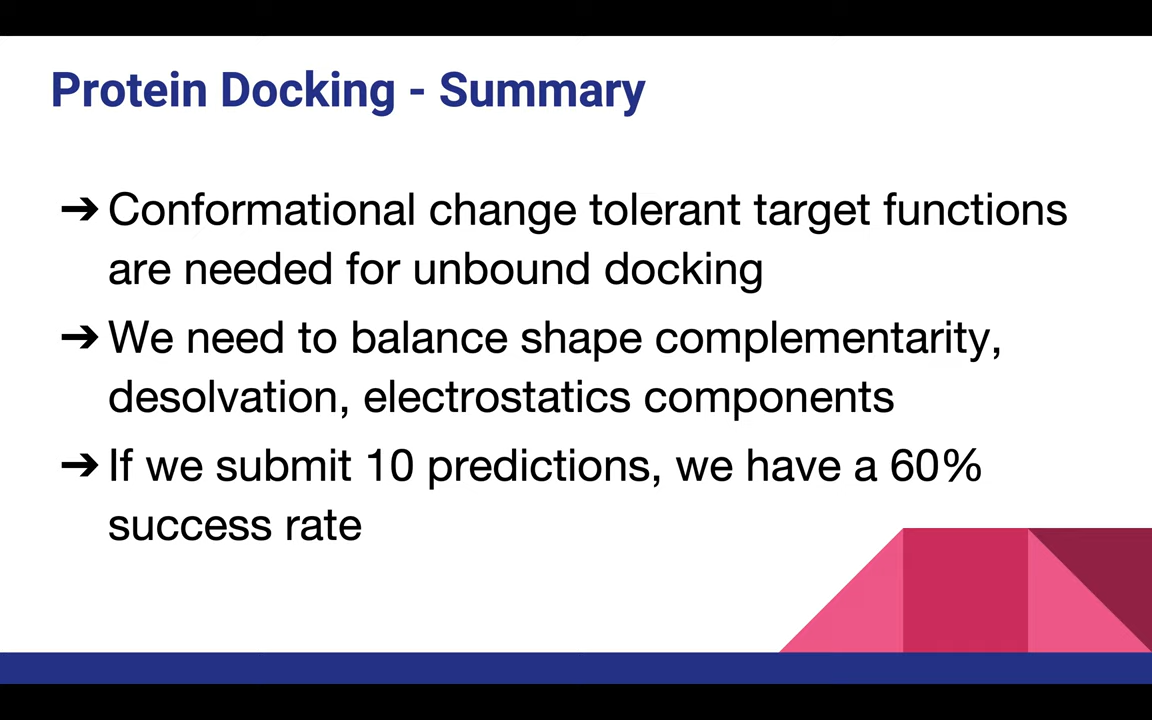 Protein Docking - Summary
➔ Conformational change tolerant target functions
are needed for unbound docking
➔ We need to balance shape complementarity,
desolvation, electrostatics components
➔ If we submit 10 predictions, we have a 60%
success rate